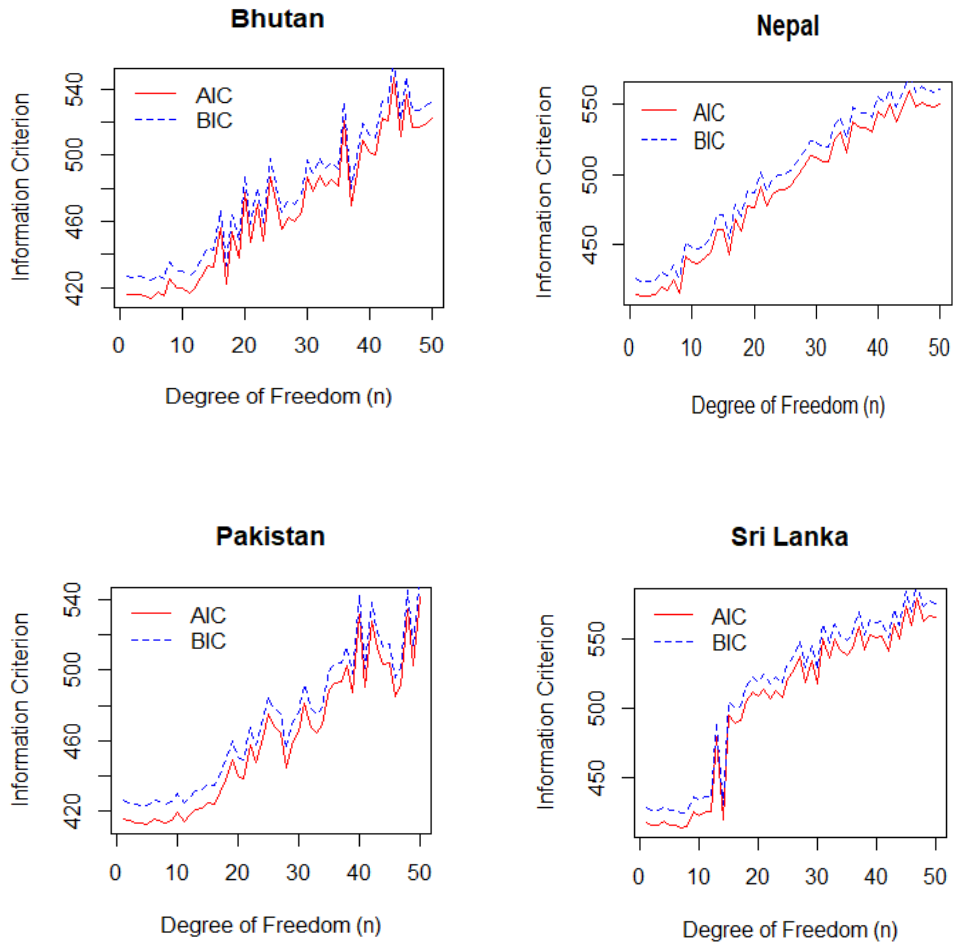 Bhutan
Information Criterion
540
500
460
420
AIC
BIC
0 10 20 30 40 50
Degree of Freedom (n)
Nepal
Information Criterion
550
500
450
AIC
BIC
0 10 20 30 40 50
Degree of Freedom (n)
Pakistan
Information Criterion
540
500
460
420
AIC
BIC
0 10 20 30 40 50
Degree of Freedom (n)
Sri Lanka
Information Criterion
550
500
450
AIC
BIC
0 10 20 30 40 50
Degree of Freedom (n)